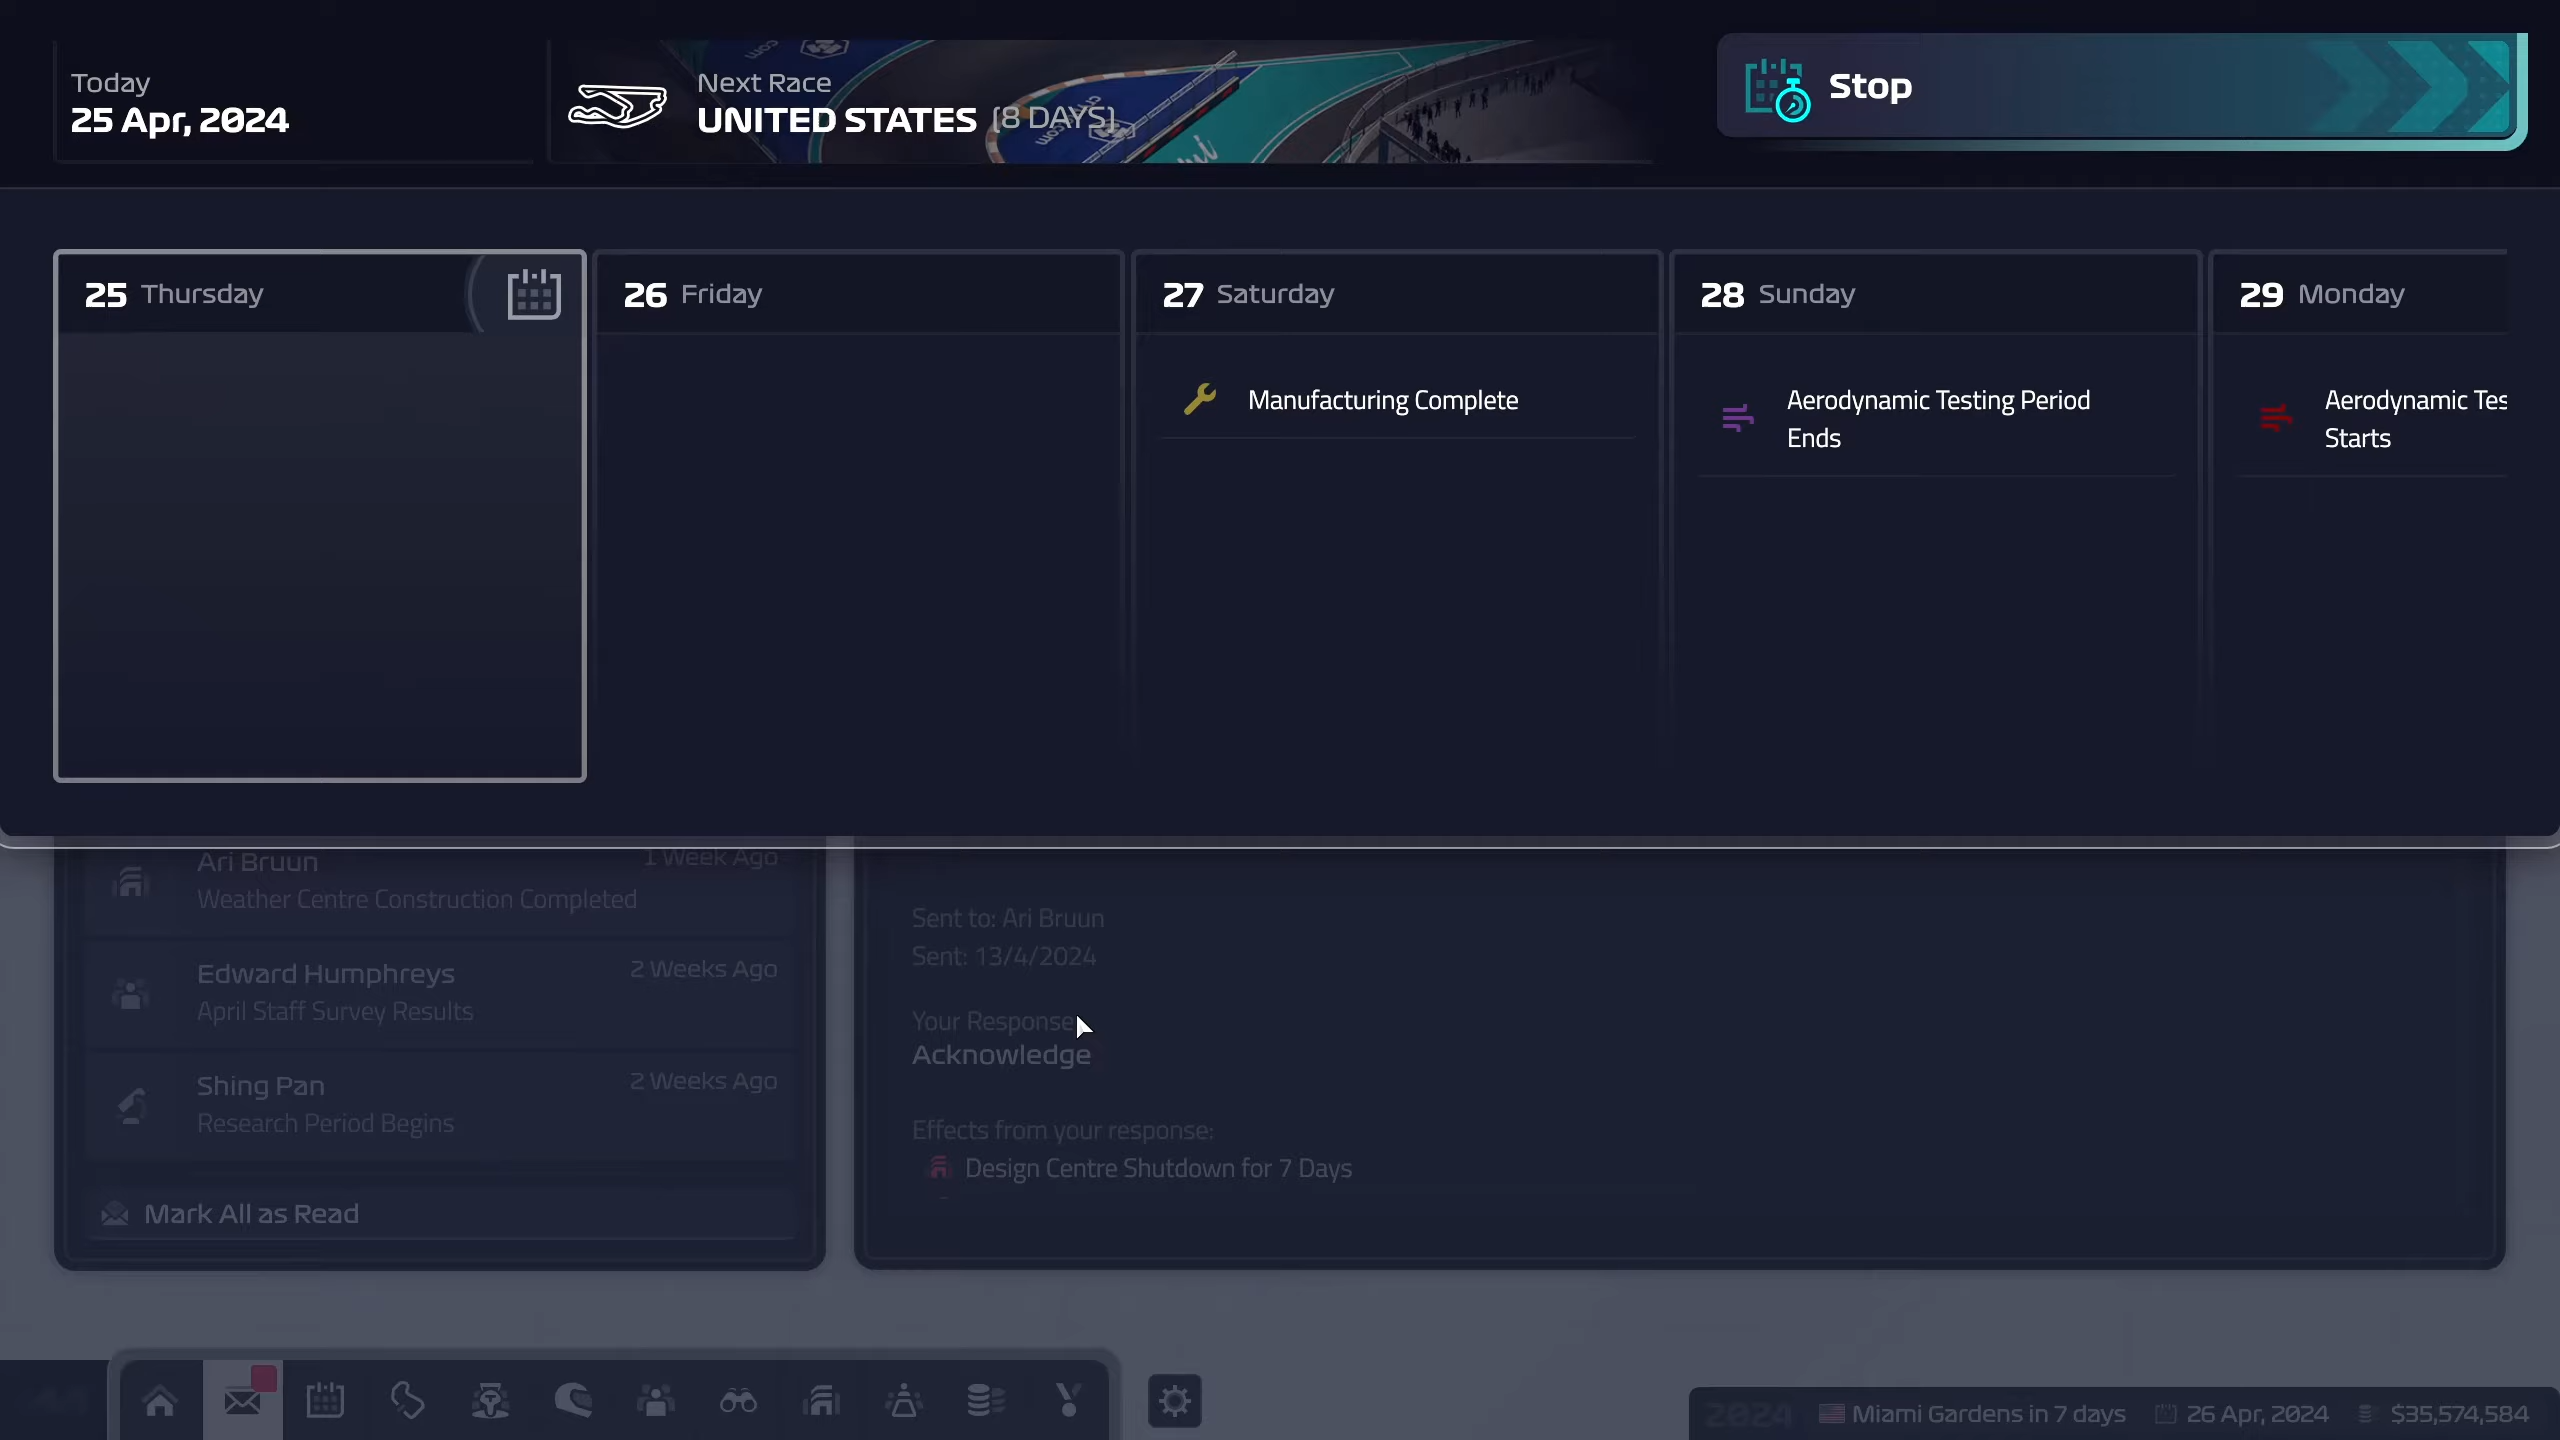 Today
25 Apr, 2024
Next Race
UNITED STATES (8 DAYS)
Stop
25 Thursday
26 Friday
27 Saturday
28 Sunday
29 Monday
Manufacturing Complete
Aerodynamic Testing Period
Ends
Aerodynamic Tes
Starts
Ari Bruun
1 Week Ago
Weather Centre Construction Completed
Edward Humphreys
2 Weeks Ago
April Staff Survey Results
Shing Pan
2 Weeks Ago
Research Period Begins
Mark All as Read
Sent to: Ari Bruun
Sent: 13/4/2024
Your Response
Acknowledge
Effects from your response:
Design Centre Shutdown for 7 Days
2024
Miami Gardens in 7 days
26 Apr, 2024
$35,574,584